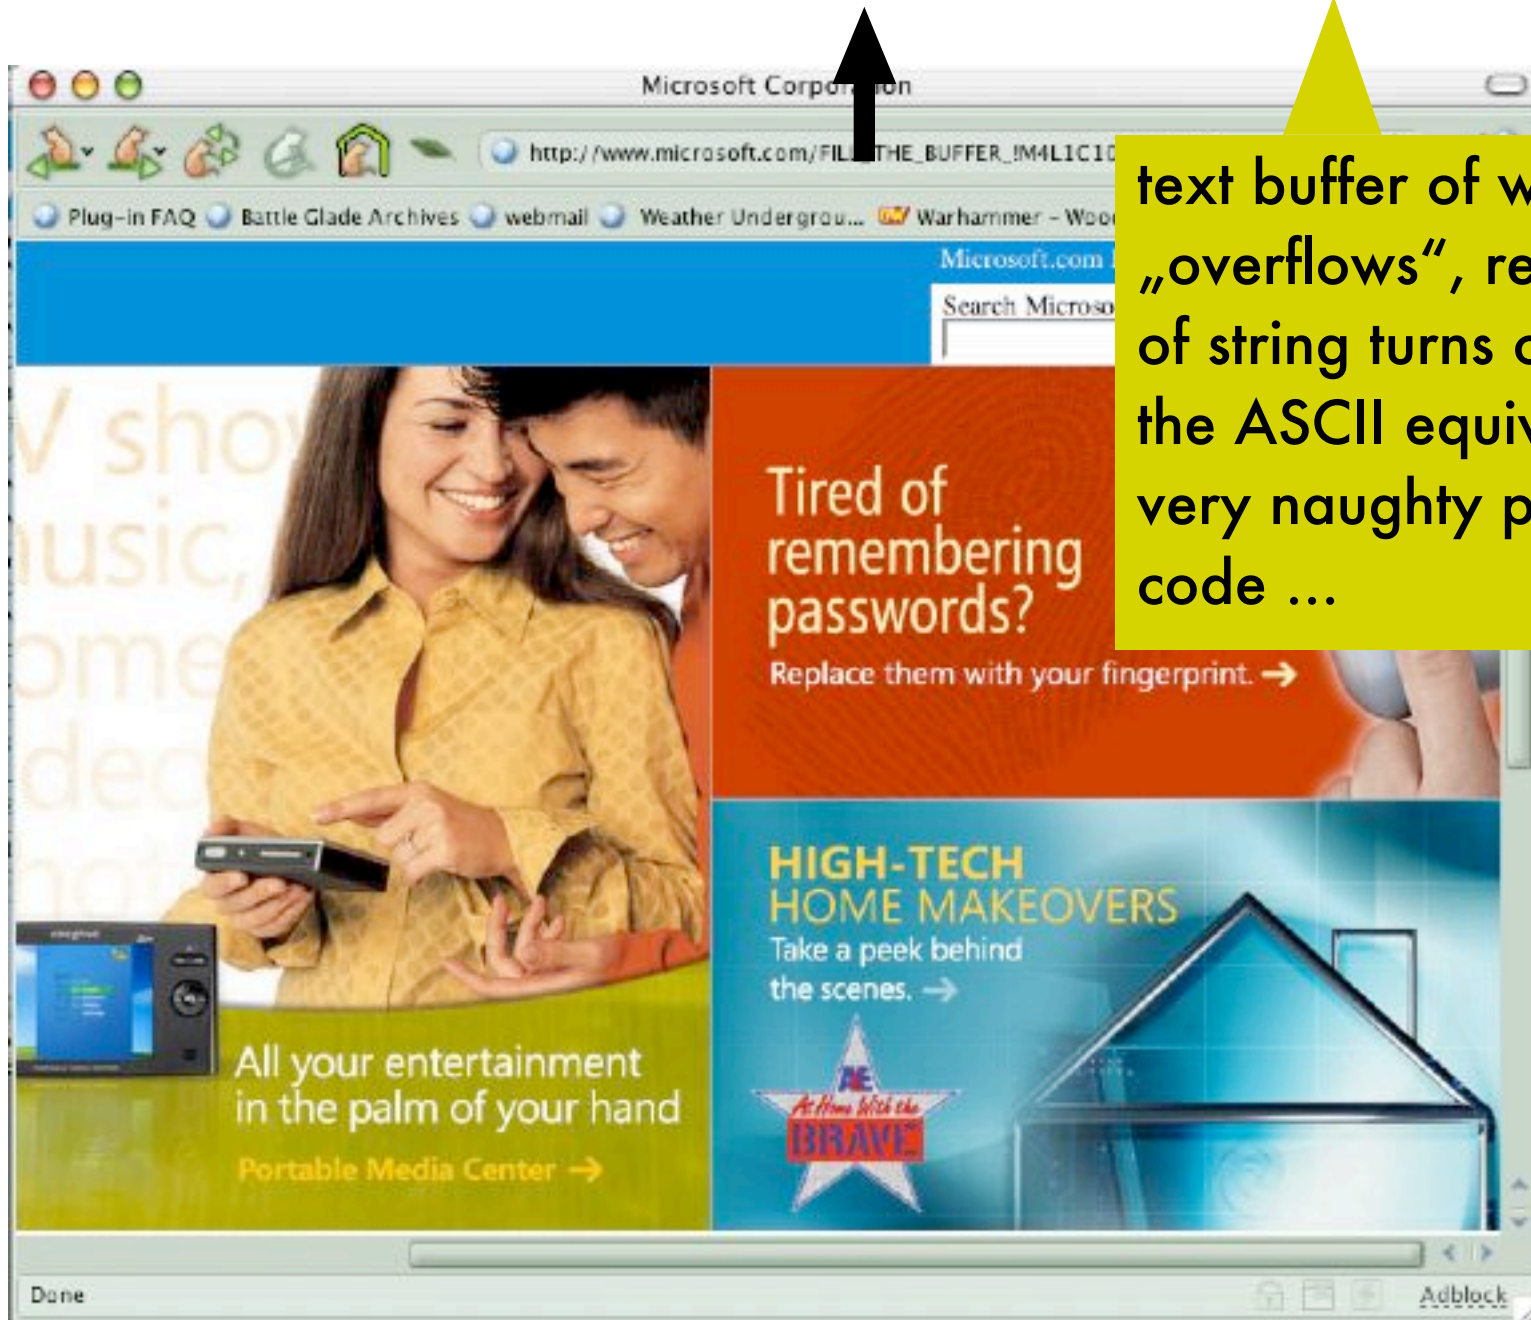 Microsoft Corporation
http://www.microsoft.com/FILL_THE_BUFFER_!M4L1C1
Plug-in FAQ Battle Glade Archives webmail Weather Undergrou... Warhammer - Woo
text buffer of w
„overflows“, re
of string turns
the ASCII equiv
very naughty p
code ...
Microsoft.com
Search Microso
V show
music,
Tired of
remembering
passwords?
Replace them with your fingerprint. →
HIGH-TECH
HOME MAKEOVERS
Take a peek behind
the scenes. →
All your entertainment
in the palm of your hand
Portable Media Center →
A&E
At Home With the
BRAVE
Done
Adblock